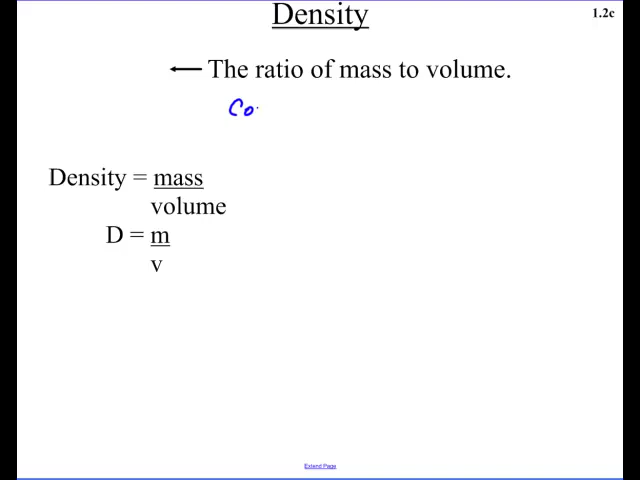 Density
1.2c
The ratio of mass to volume.
Co
Density = mass
volume
D = m
v
Extend Page